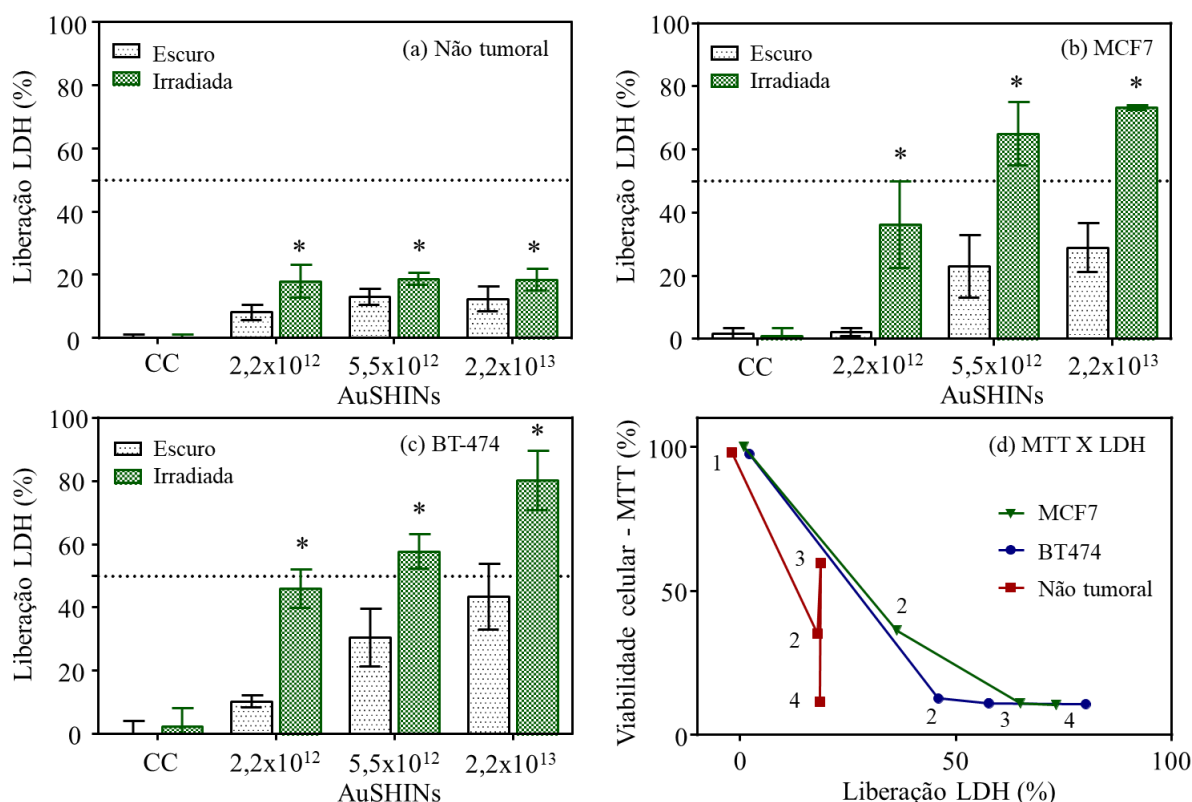 (a) Não tumoral
Escuro
Irradiada
Liberação LDH (%)
100
80
60
40
20
0
CC 2,2x10¹² 5,5x10¹² 2,2x10¹³
AuSHINs
* * *
(b) MCF7
Escuro
Irradiada
Liberação LDH (%)
100
80
60
40
20
0
CC 2,2x10¹² 5,5x10¹² 2,2x10¹³
AuSHINs
* * *
(c) BT-474
Escuro
Irradiada
Liberação LDH (%)
100
80
60
40
20
0
CC 2,2x10¹² 5,5x10¹² 2,2x10¹³
AuSHINs
* * *
(d) MTT X LDH
MCF7
BT474
Não tumoral
Viabilidade celular - MTT (%)
100
50
0
1
3
2
2
4
2 3 4
0 50 100
Liberação LDH (%)